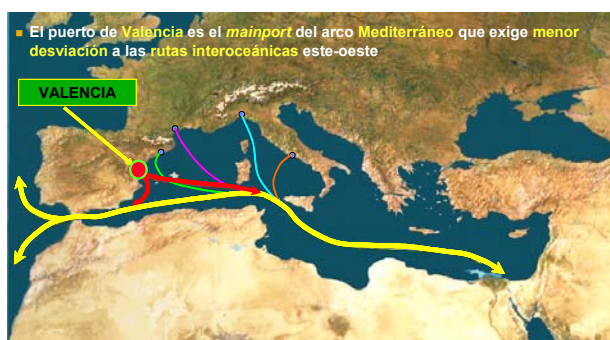 El puerto de Valencia es el mainport del arco Mediterráneo que exige menor
desviación a las rutas interoceánicas este-oeste
VALENCIA